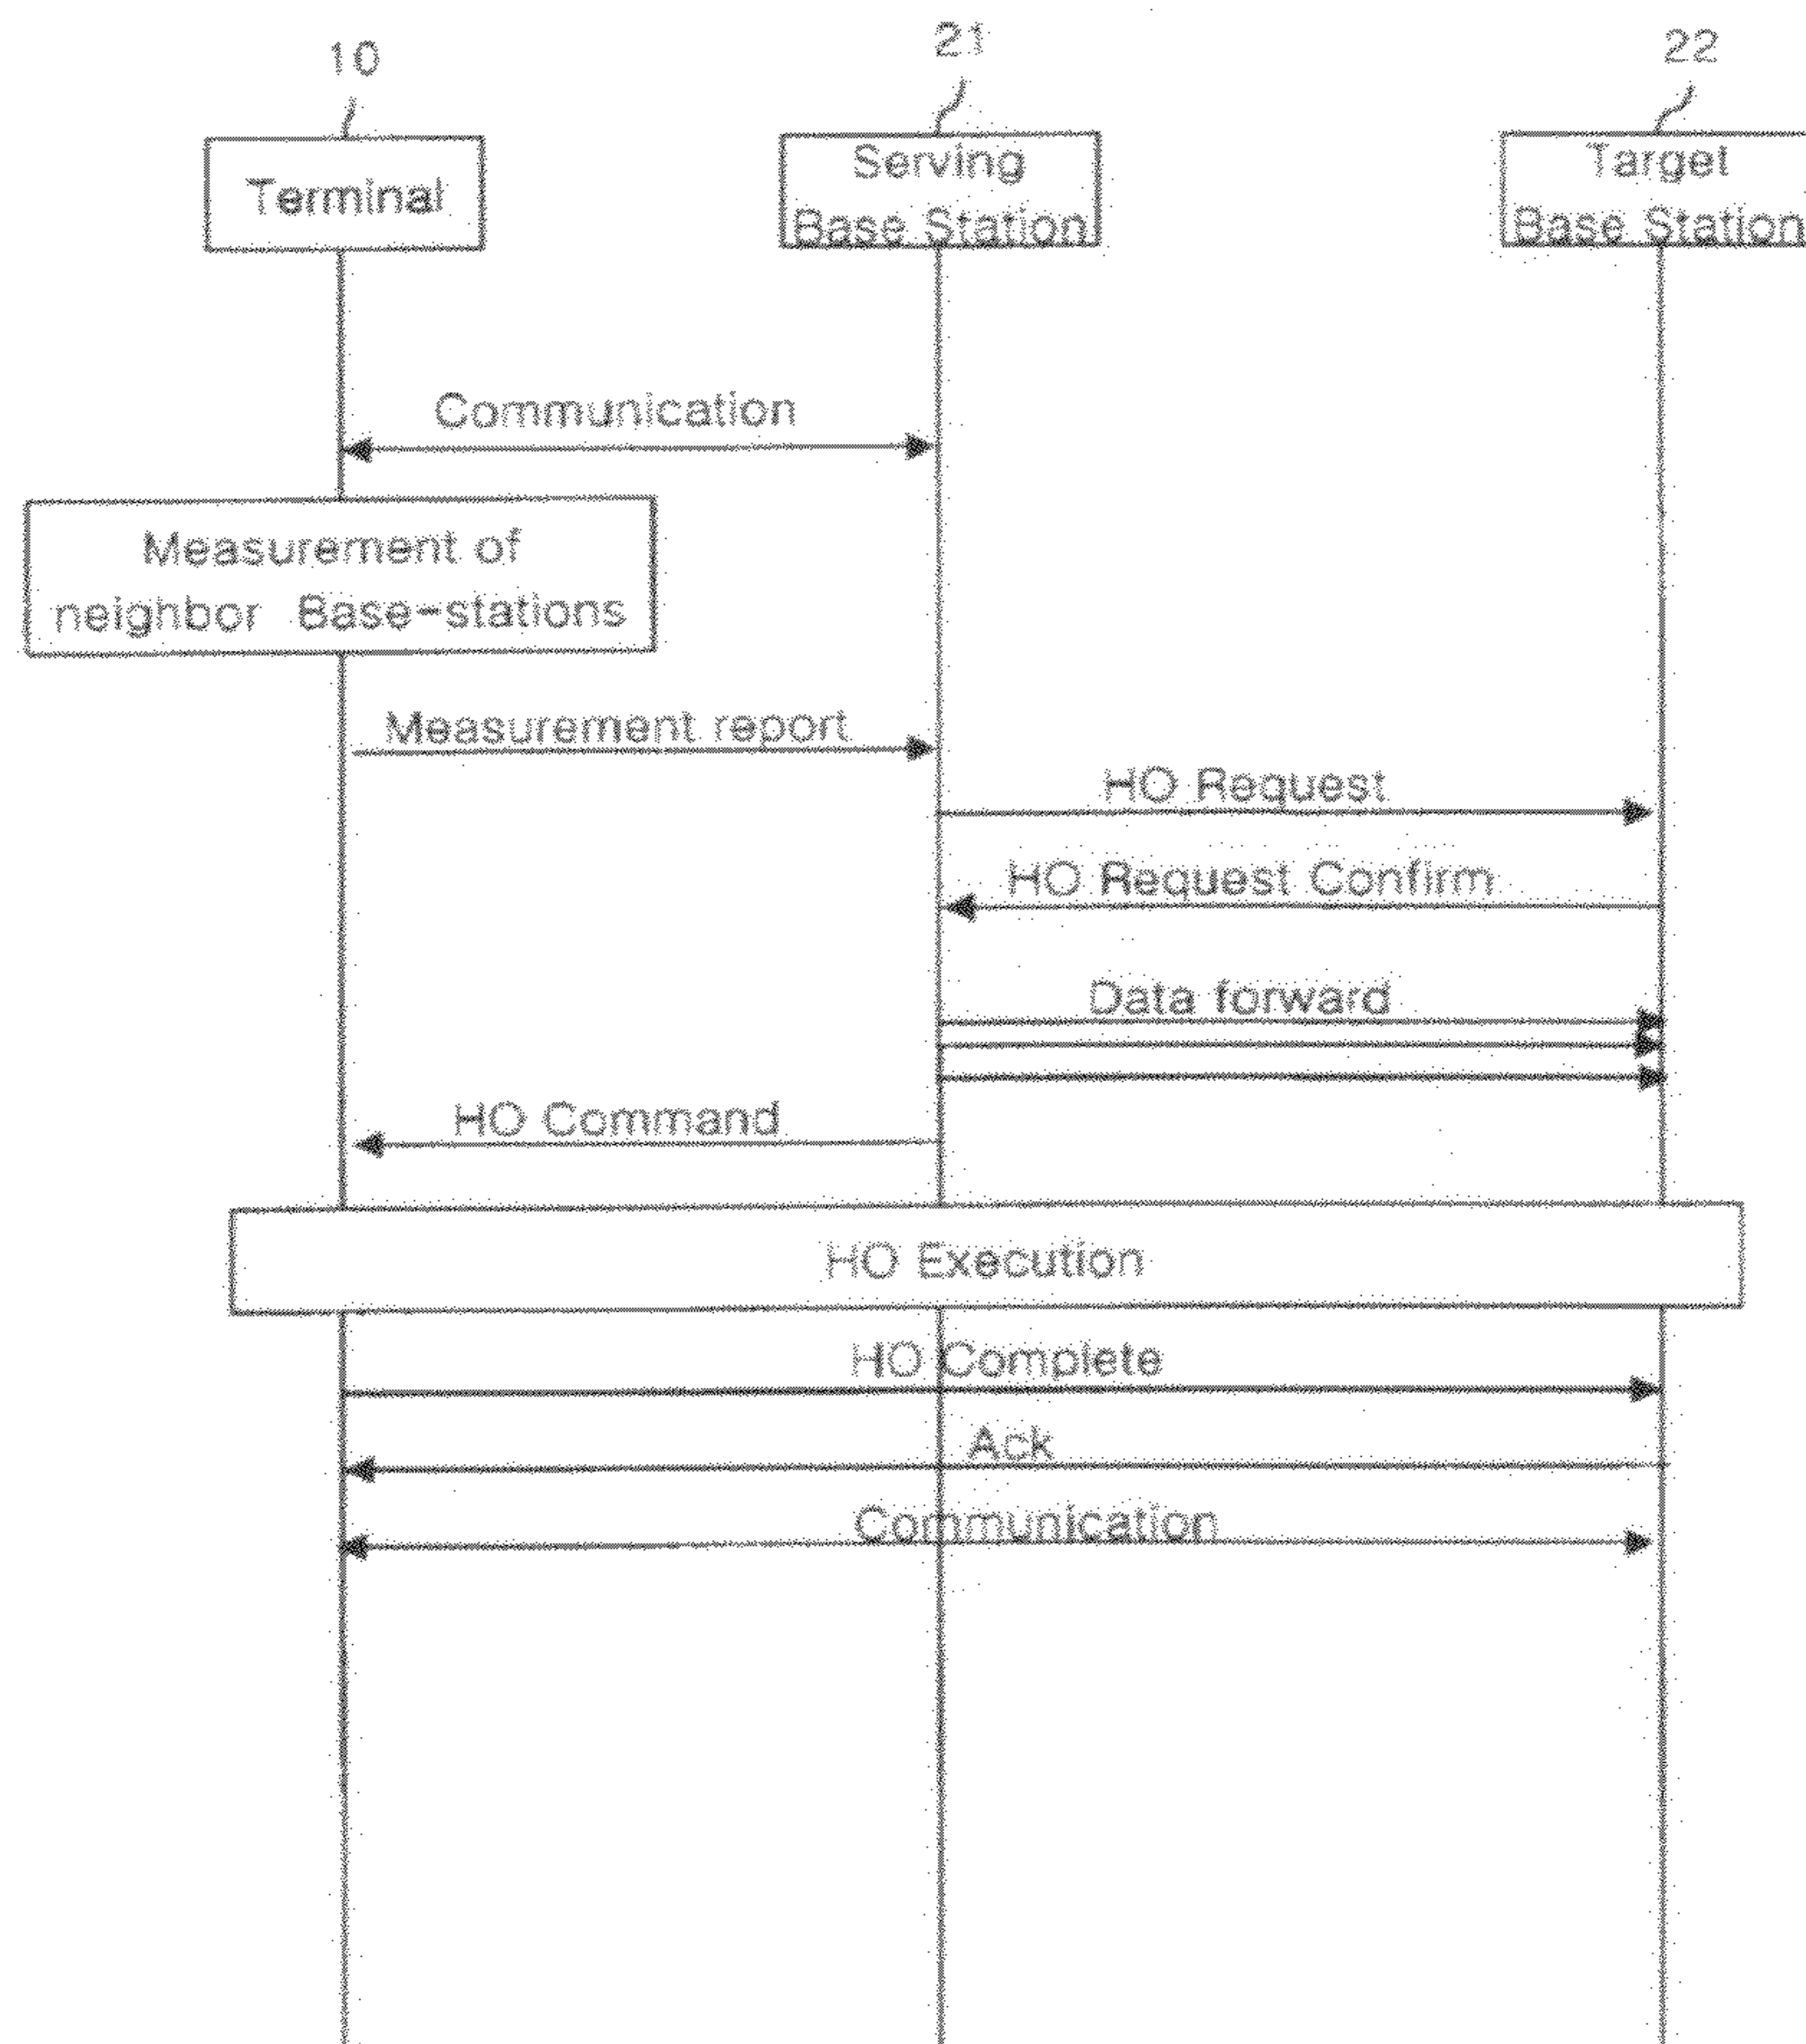 10
21
22
Terminal
Serving
Base Station
Target
Base Station
Communication
Measurement of
neighbor Base-stations
Measurement report
HO Request
HO Request Confirm
Data forward
HO Command
HO Execution
HO Complete
Ack
Communication